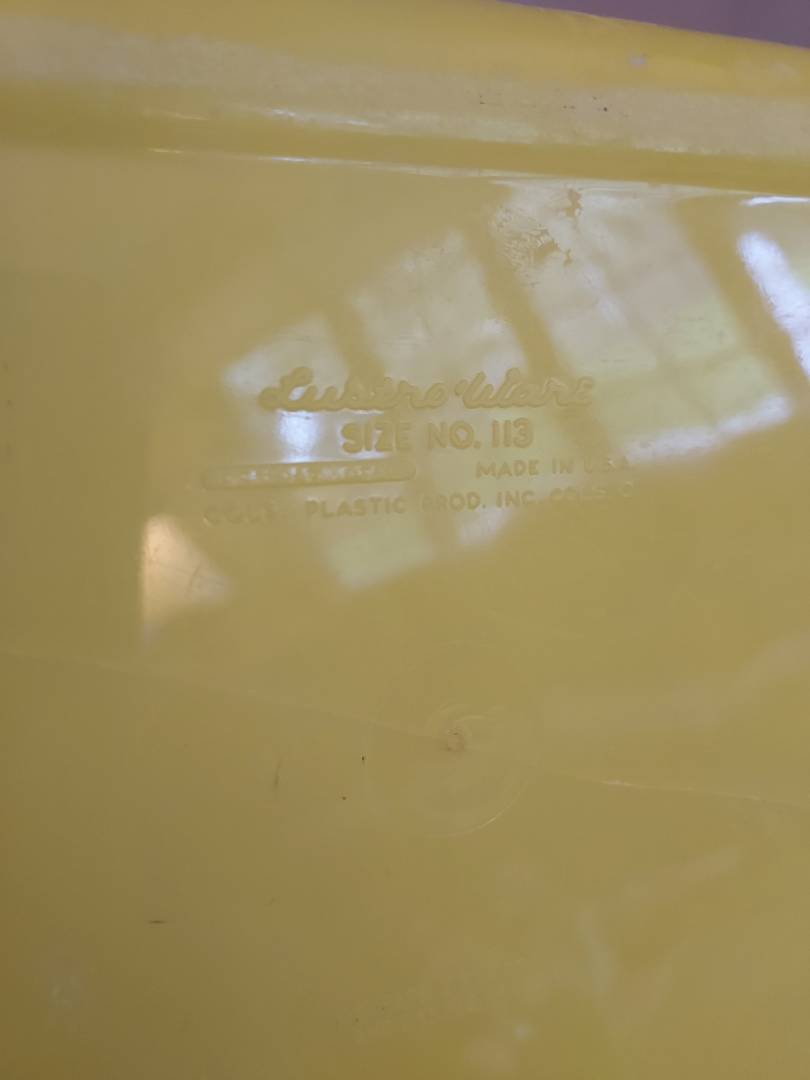 Lustro Ware
SIZE NO. 113
MADE IN U.S.A.
PLASTIC PROD. INC.